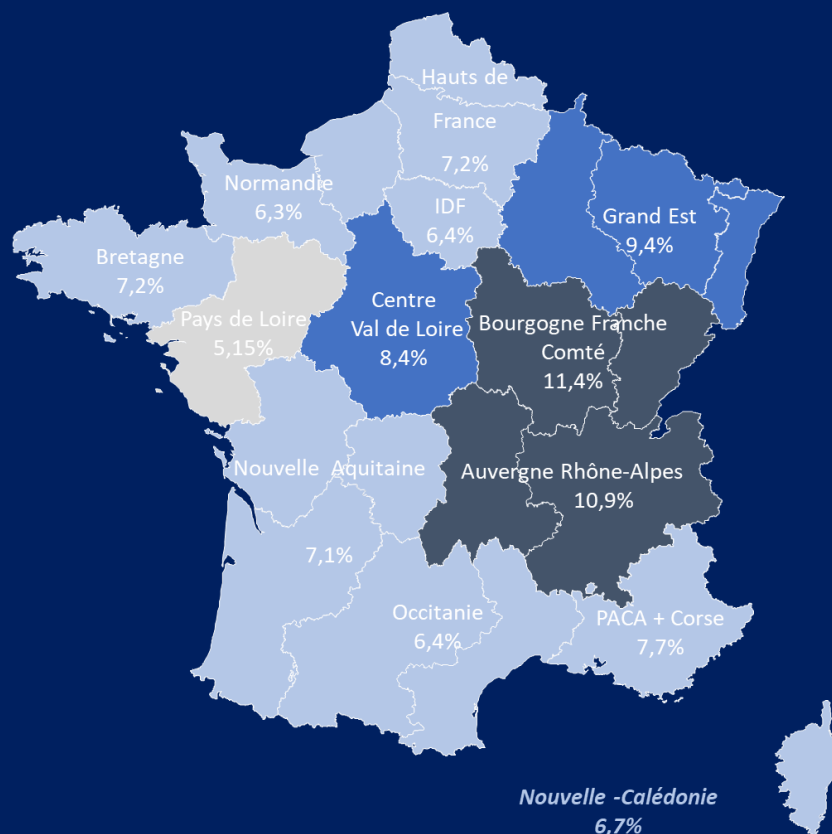 Hauts de
France
7,2%
Normandie
6,3%
IDF
6,4%
Grand Est
9,4%
Bretagne
7,2%
Pays de Loire
5,15%
Centre
Val de Loire
8,4%
Bourgogne Franche
Comté
11,4%
Nouvelle Aquitaine
7,1%
Auvergne Rhône-Alpes
10,9%
Occitanie
6,4%
PACA + Corse
7,7%
Nouvelle -Calédonie
6,7%